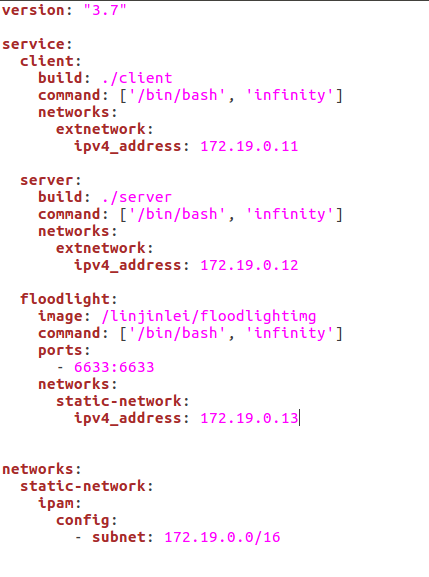 version: "3.7"

service:
  client:
    build: ./client
    command: ['/bin/bash', 'infinity']
    networks:
      extnetwork:
        ipv4_address: 172.19.0.11

  server:
    build: ./server
    command: ['/bin/bash', 'infinity']
    networks:
      extnetwork:
        ipv4_address: 172.19.0.12

  floodlight:
    image: /linjinlei/floodlightimg
    command: ['/bin/bash', 'infinity']
    ports:
      - 6633:6633
    networks:
      static-network:
        ipv4_address: 172.19.0.13


networks:
  static-network:
    ipam:
      config:
        - subnet: 172.19.0.0/16